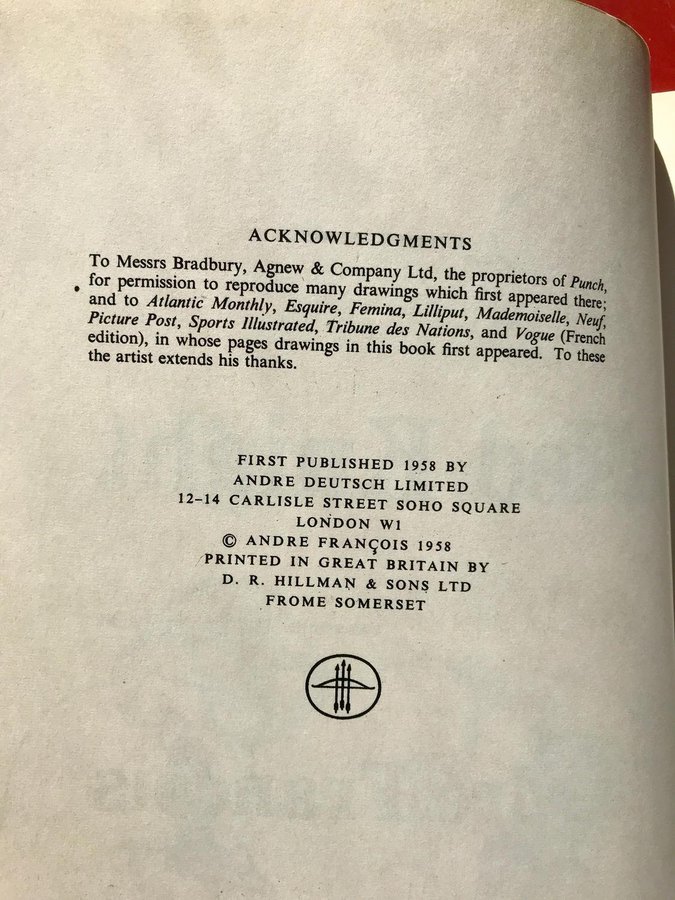 ACKNOWLEDGMENTS
To Messrs Bradbury, Agnew & Company Ltd, the proprietors of Punch,
for permission to reproduce many drawings which first appeared there;
and to Atlantic Monthly, Esquire, Femina, Lilliput, Mademoiselle, Neuf,
Picture Post, Sports Illustrated, Tribune des Nations, and Vogue (French
edition), in whose pages drawings in this book first appeared. To these
the artist extends his thanks.
FIRST PUBLISHED 1958 BY
ANDRE DEUTSCH LIMITED
12-14 CARLISLE STREET SOHO SQUARE
LONDON W1
© ANDRE FRANÇOIS 1958
PRINTED IN GREAT BRITAIN BY
D. R. HILLMAN & SONS LTD
FROME SOMERSET